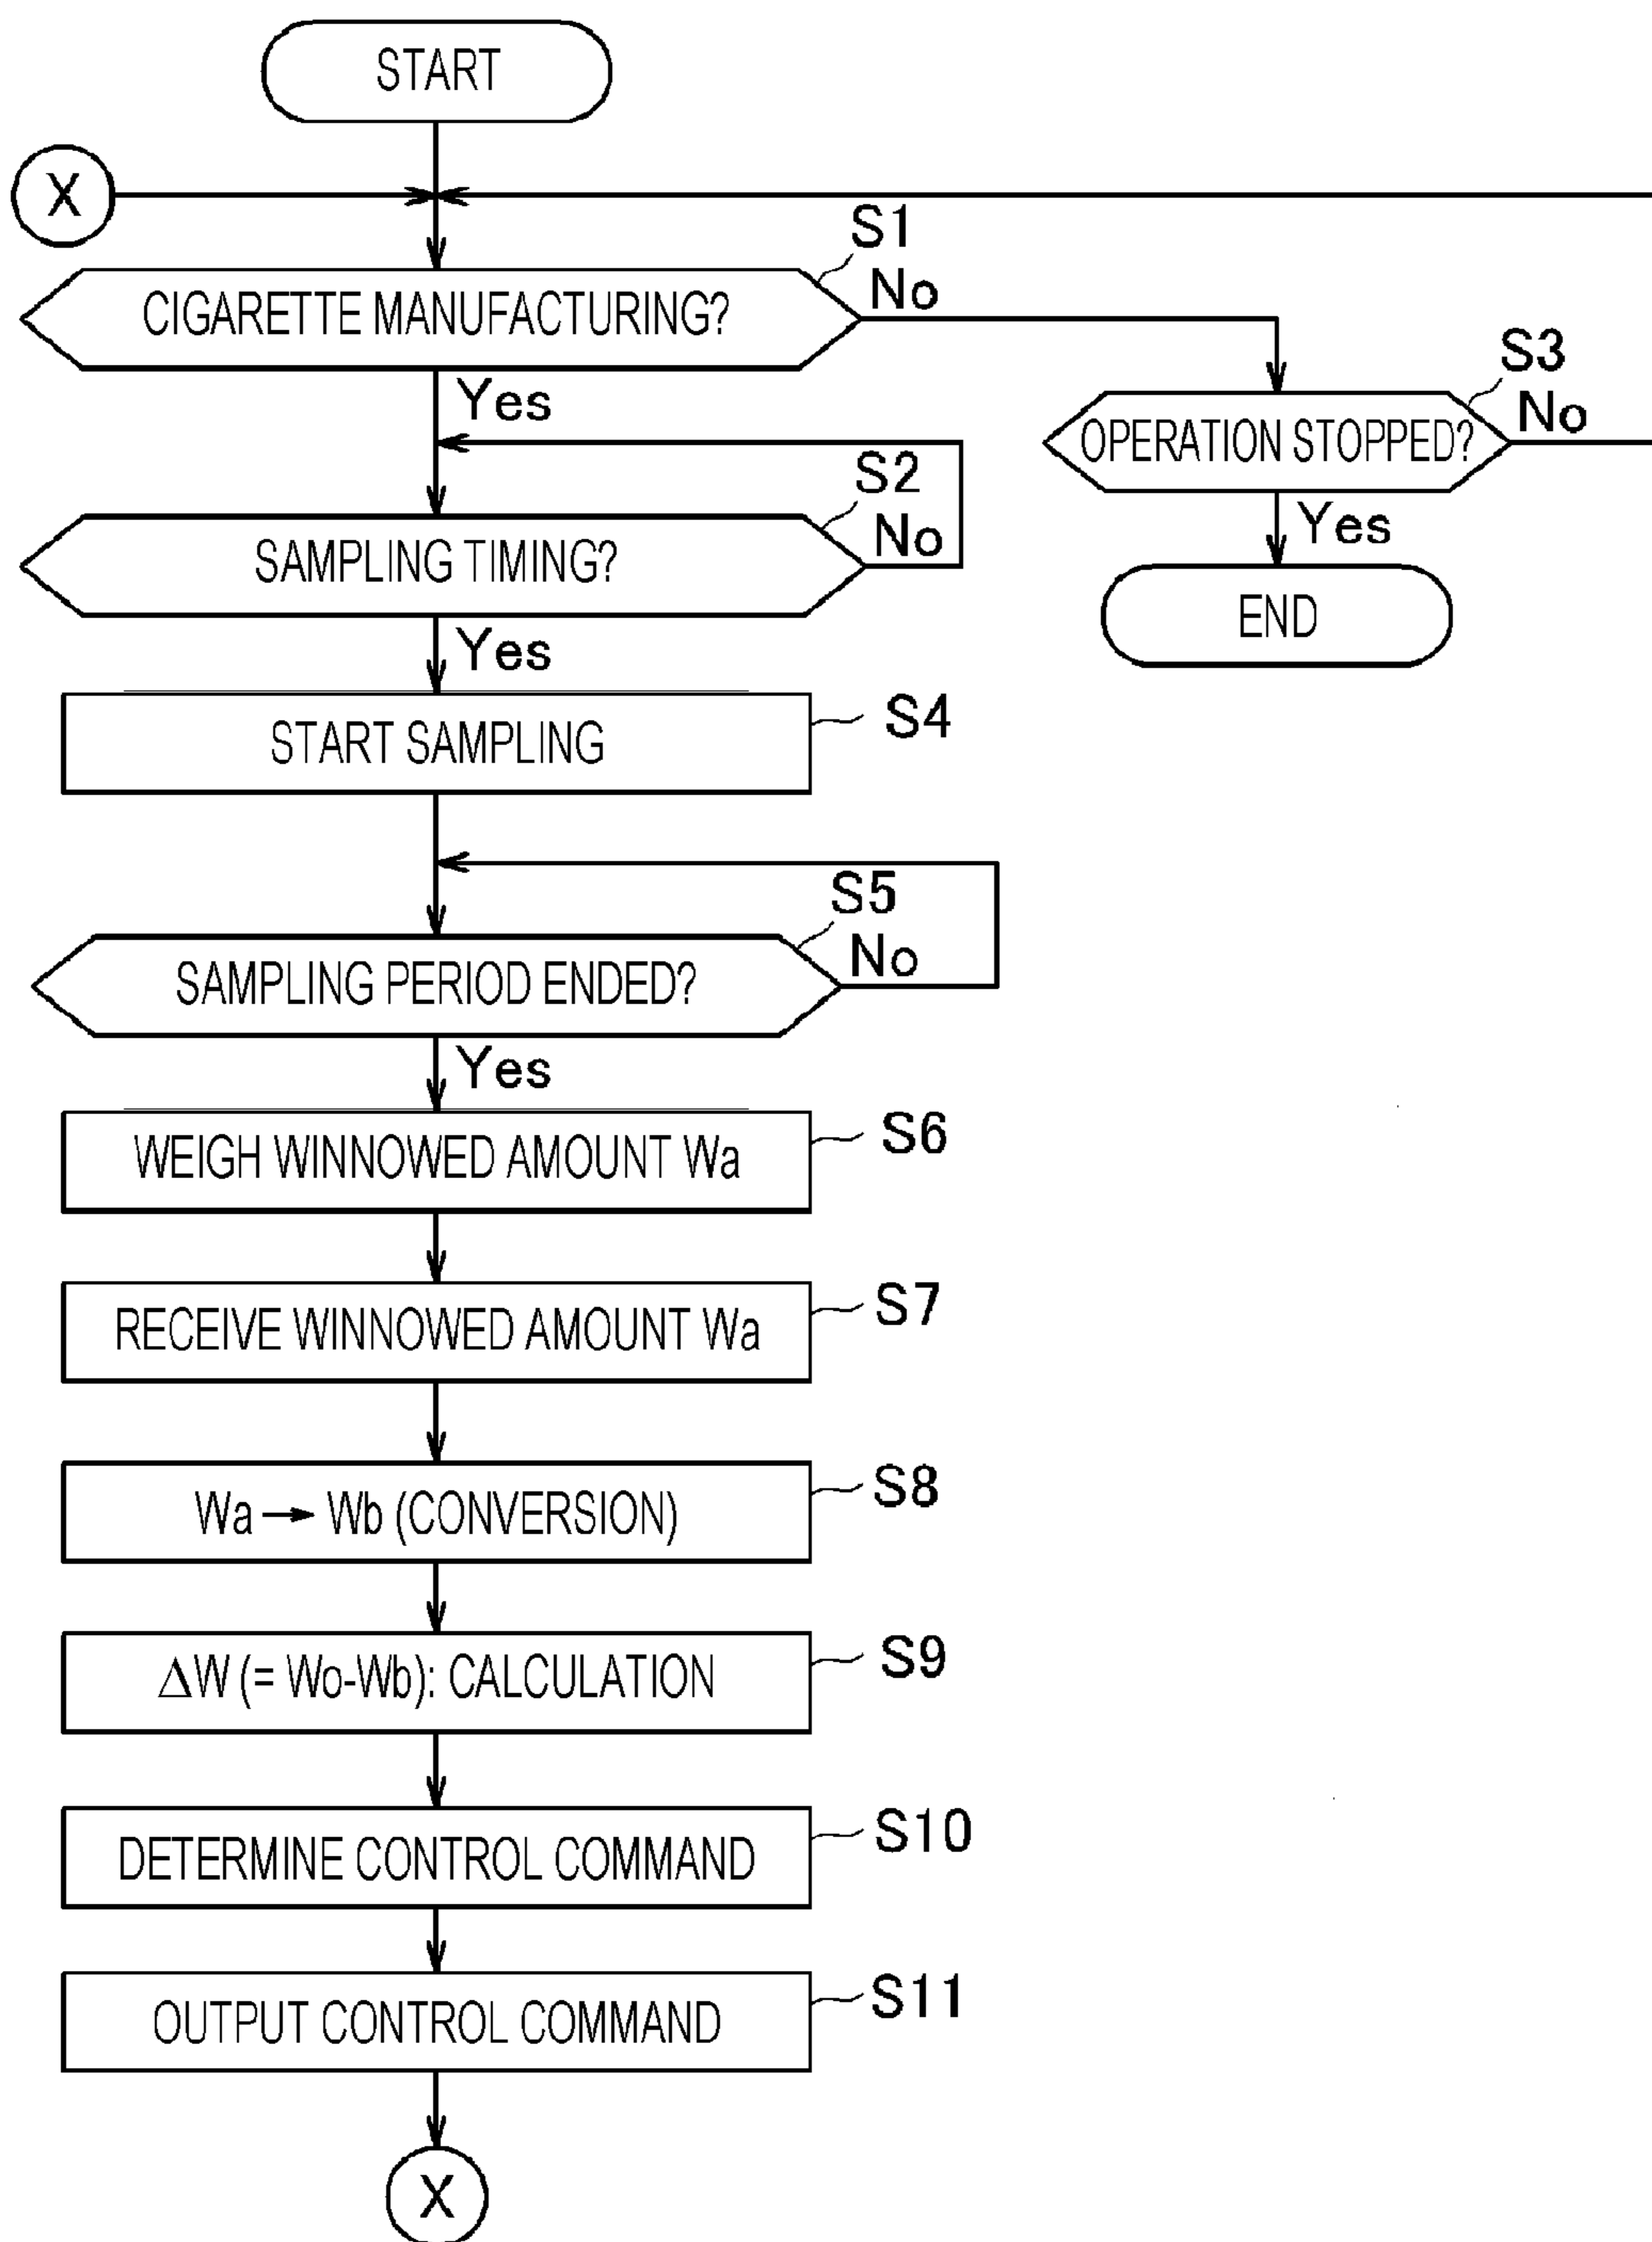 START
X
S1
CIGARETTE MANUFACTURING?
No
Yes
S3
OPERATION STOPPED?
No
Yes
END
S2
SAMPLING TIMING?
No
Yes
START SAMPLING
S4
S5
SAMPLING PERIOD ENDED?
No
Yes
WEIGH WINNOWED AMOUNT Wa
S6
RECEIVE WINNOWED AMOUNT Wa
S7
Wa → Wb (CONVERSION)
S8
ΔW (= Wo-Wb): CALCULATION
S9
DETERMINE CONTROL COMMAND
S10
OUTPUT CONTROL COMMAND
S11
X